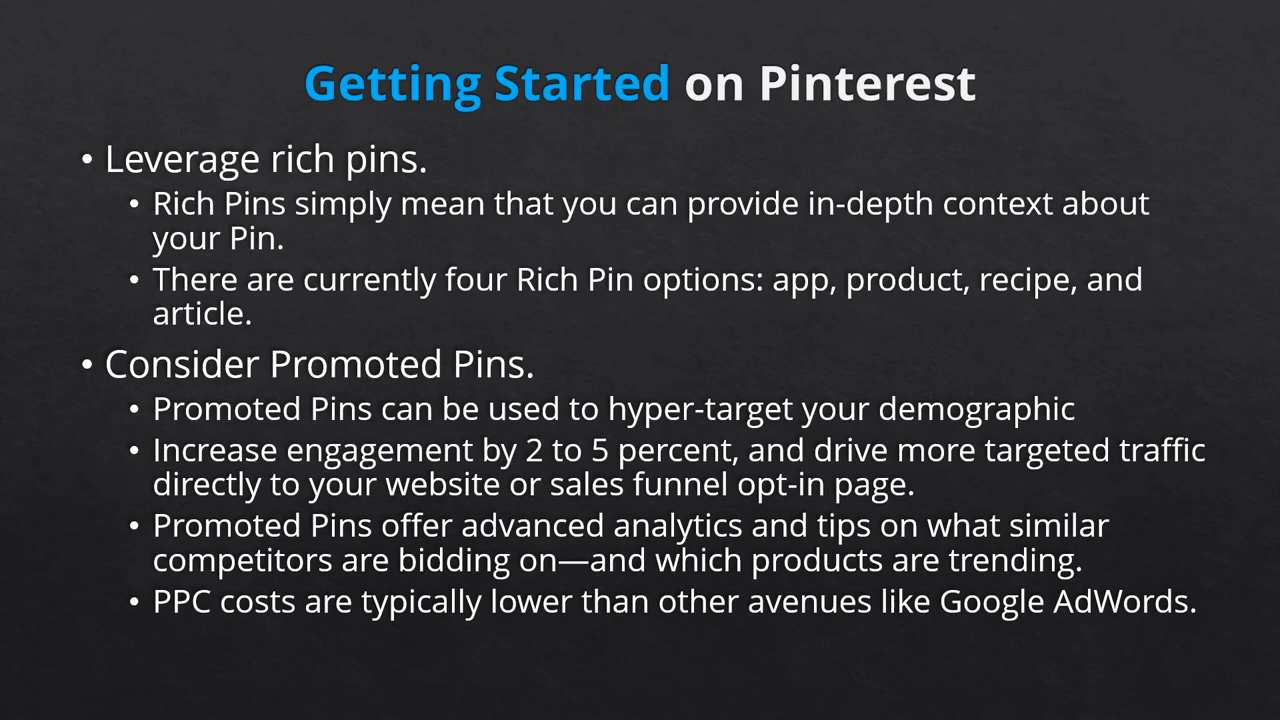 Getting Started on Pinterest
• Leverage rich pins.
• Rich Pins simply mean that you can provide in-depth context about
your Pin.
• There are currently four Rich Pin options: app, product, recipe, and
article.
• Consider Promoted Pins.
• Promoted Pins can be used to hyper-target your demographic
• Increase engagement by 2 to 5 percent, and drive more targeted traffic
directly to your website or sales funnel opt-in page.
• Promoted Pins offer advanced analytics and tips on what similar
competitors are bidding on—and which products are trending.
• PPC costs are typically lower than other avenues like Google AdWords.